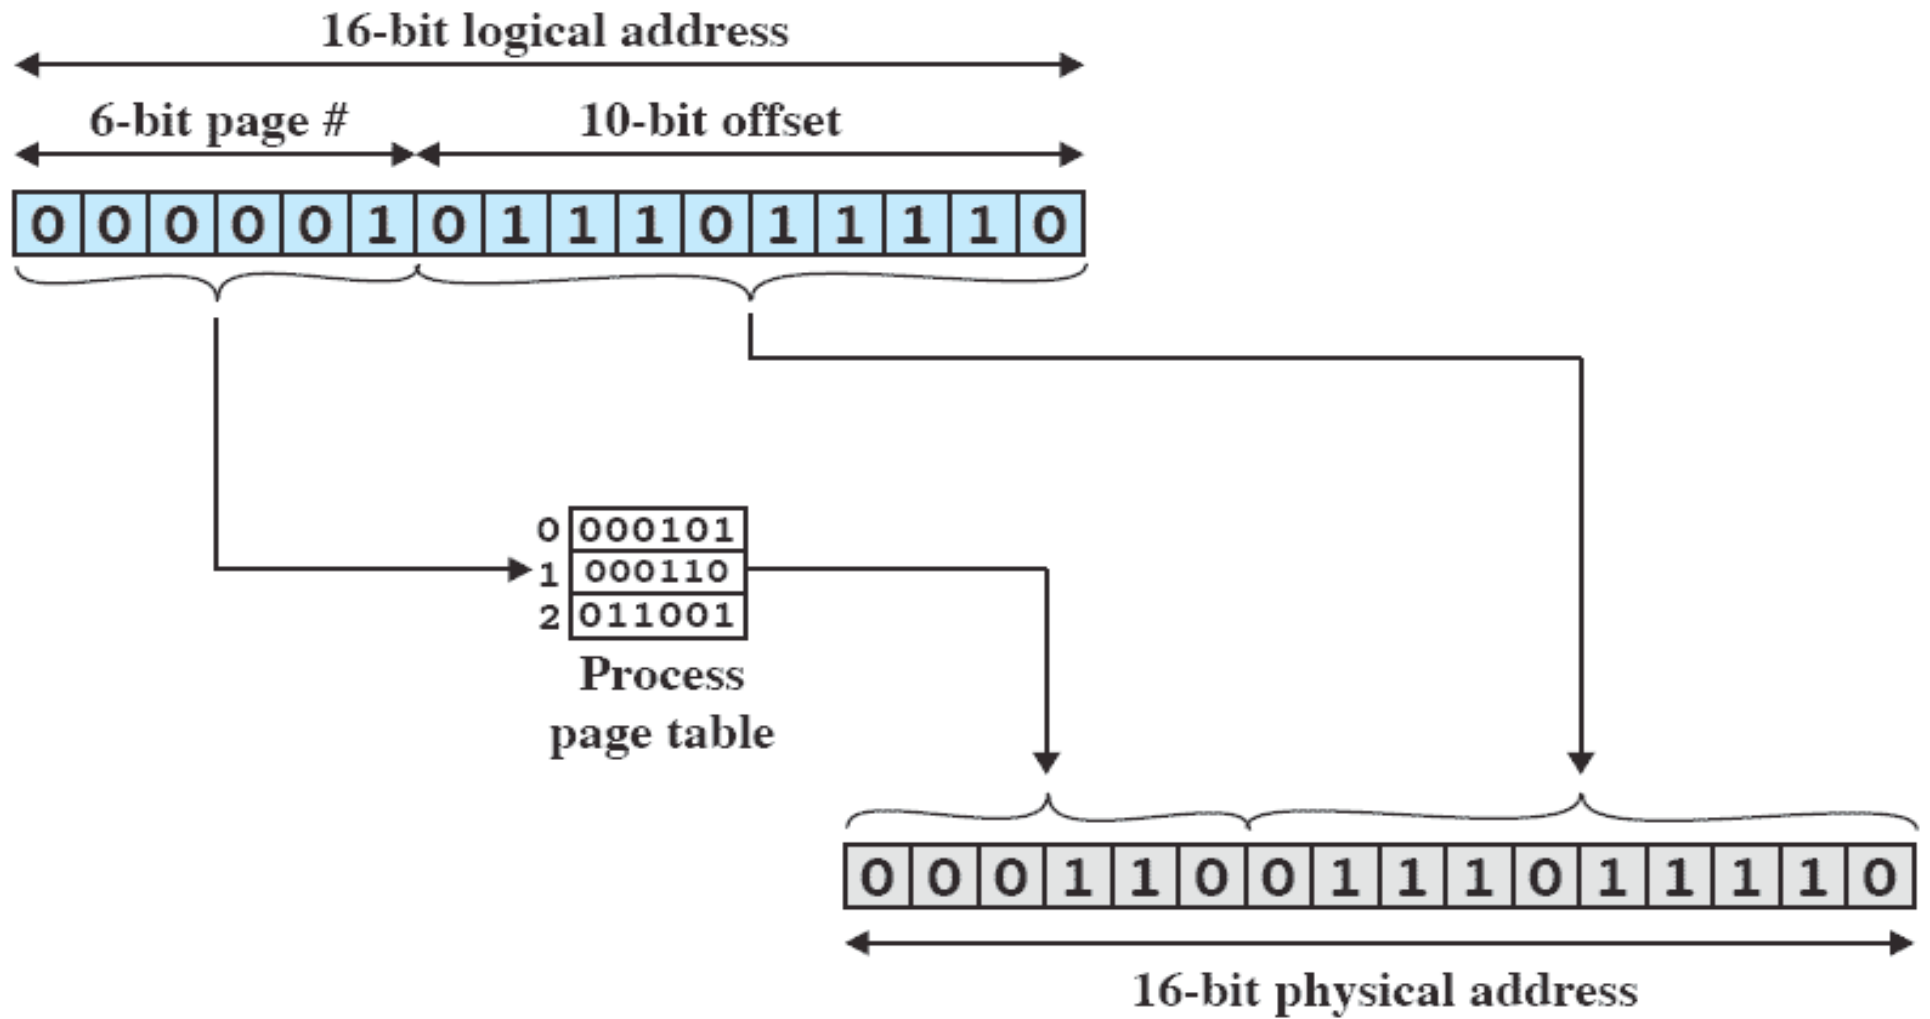 16-bit logical address
6-bit page # 10-bit offset
0 0 0 0 0 1 0 1 1 1 0 1 1 1 1 0
0 000101
1 000110
2 011001
Process
page table
0 0 0 1 1 0 0 1 1 1 0 1 1 1 1 0
16-bit physical address